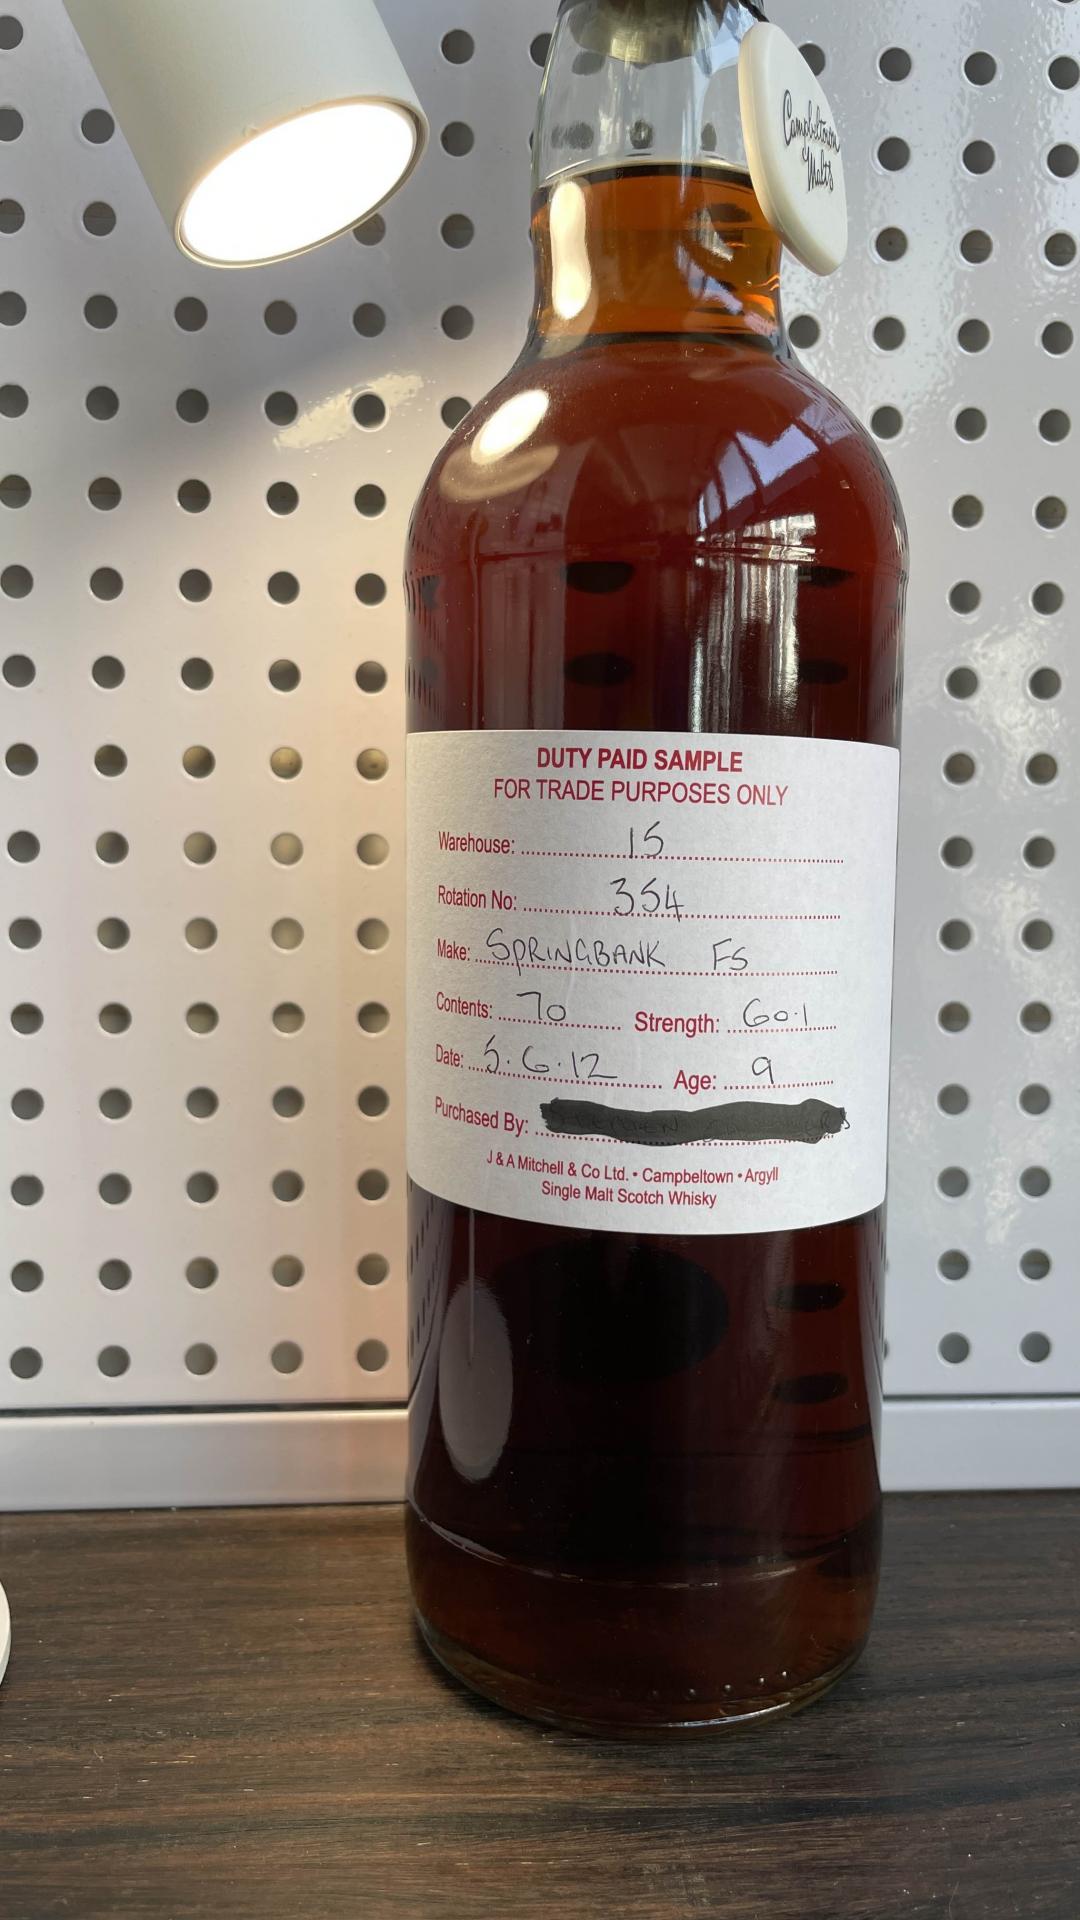 Campbeltown
Malts
DUTY PAID SAMPLE
FOR TRADE PURPOSES ONLY
Warehouse: 15
Rotation No: 354
Make: SPRINGBANK FS
Contents: 70 Strength: 60.1
Date: 5.6.12 Age: 9
Purchased By:
J & A Mitchell & Co Ltd. • Campbeltown • Argyll
Single Malt Scotch Whisky